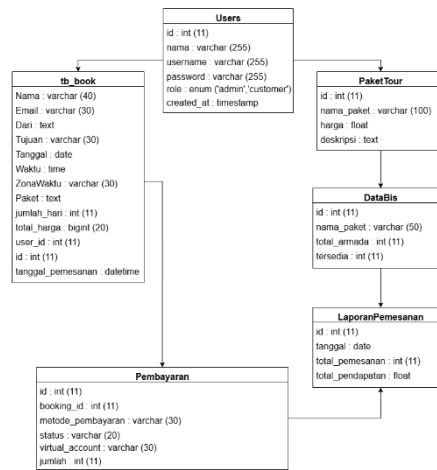 Users
id : int (11)
nama : varchar (255)
username : varchar (255)
password : varchar (255)
role : enum ('admin','customer')
created_at : timestamp
tb_book
Nama : varchar (40)
Email : varchar (30)
Dari : text
Tujuan : varchar (30)
Tanggal : date
Waktu : time
ZonaWaktu : varchar (30)
Paket : text
jumlah_hari : int (11)
total_harga : bigint (20)
user_id : int (11)
id : int (11)
tanggal_pemesanan : datetime
PaketTour
id : int (11)
nama_paket : varchar (100)
harga : float
deskripsi : text
DataBis
id : int (11)
nama_paket : varchar (50)
total_armada : int (11)
tersedia : int (11)
LaporanPemesanan
id : int (11)
tanggal : date
total_pemesanan : int (11)
total_pendapatan : float
Pembayaran
id : int (11)
booking_id : int (11)
metode_pembayaran : varchar (30)
status : varchar (20)
virtual_account : varchar (30)
jumlah : int (11)